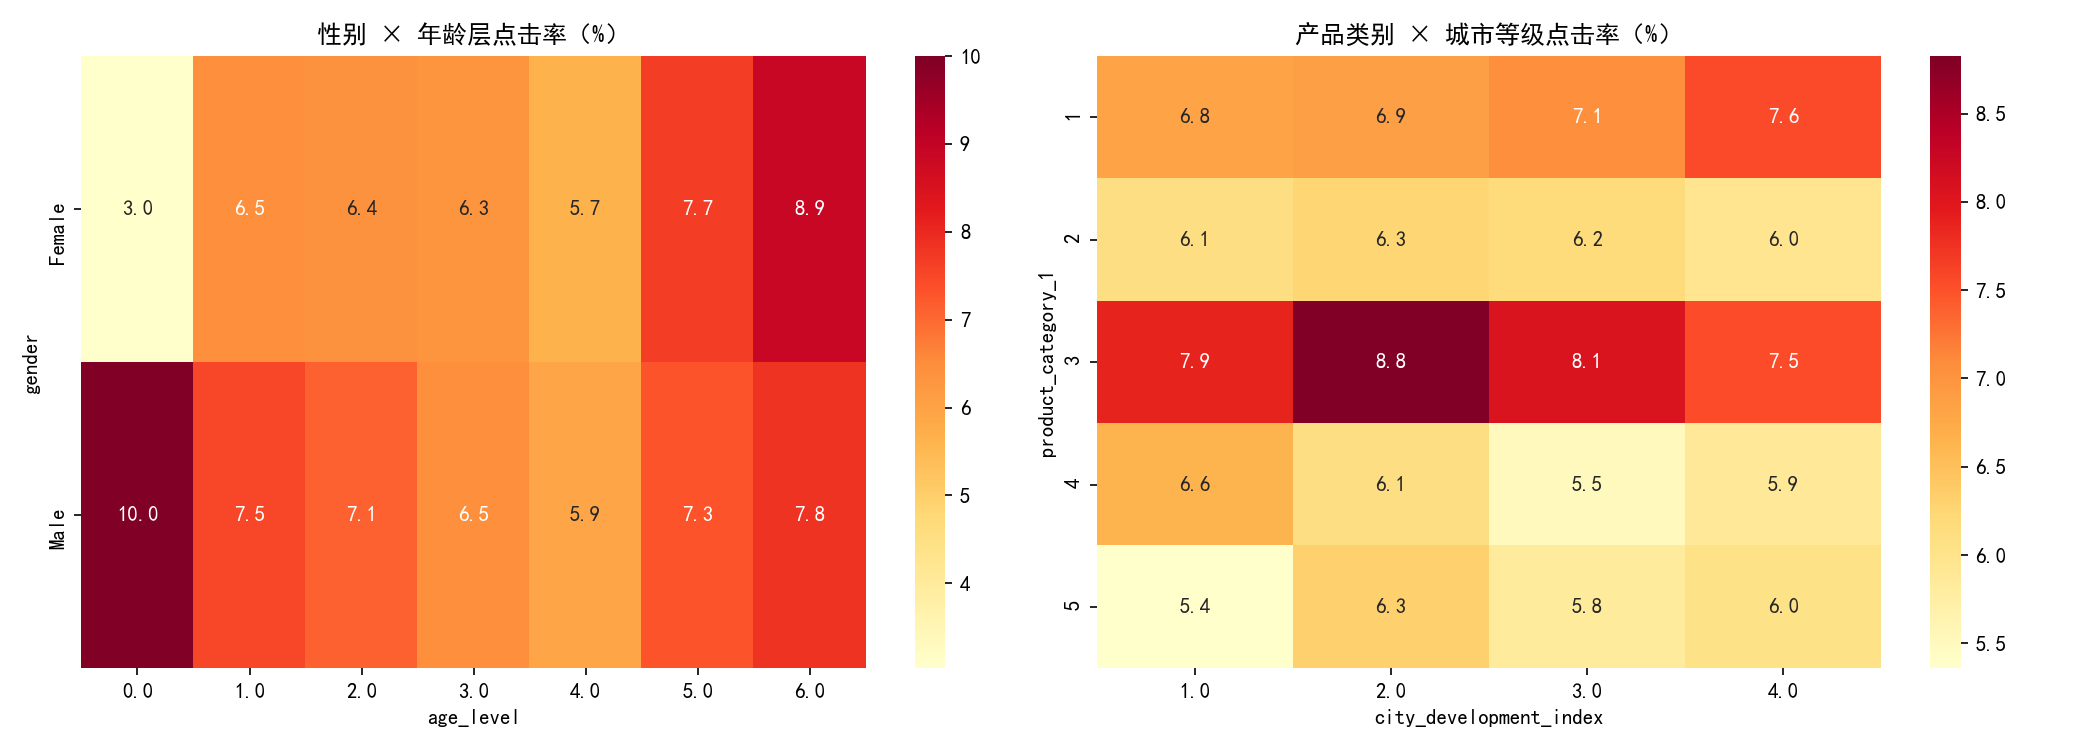 性别 × 年龄层点击率（%）
gender
Female
3.0 6.5 6.4 6.3 5.7 7.7 8.9
Male
10.0 7.5 7.1 6.5 5.9 7.3 7.8
0.0 1.0 2.0 3.0 4.0 5.0 6.0
age_level
10
9
8
7
6
5
4
产品类别 × 城市等级点击率（%）
product_category_1
1 6.8 6.9 7.1 7.6
2 6.1 6.3 6.2 6.0
3 7.9 8.8 8.1 7.5
4 6.6 6.1 5.5 5.9
5 5.4 6.3 5.8 6.0
1.0 2.0 3.0 4.0
city_development_index
8.5
8.0
7.5
7.0
6.5
6.0
5.5